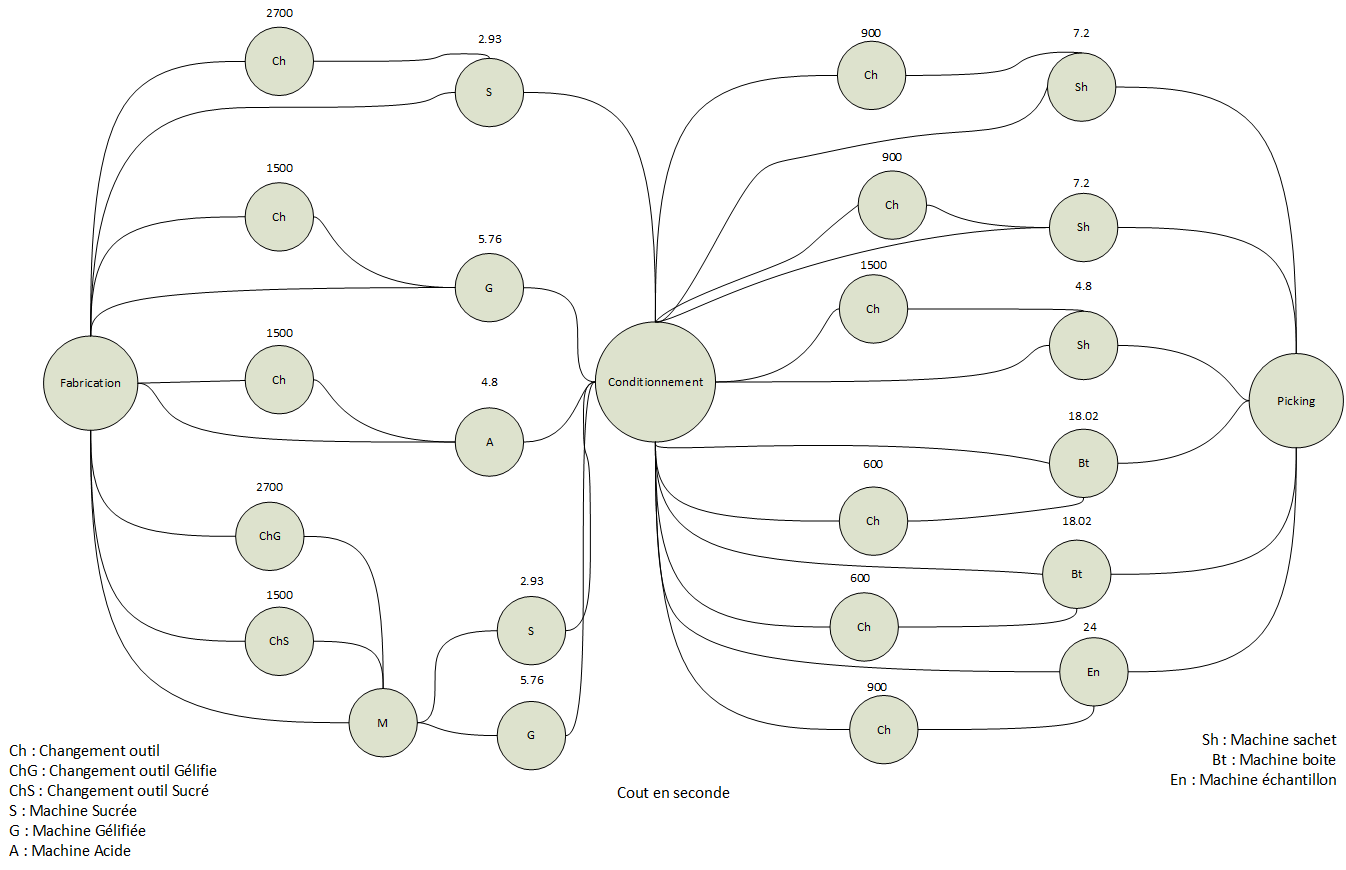 2700
Ch
2.93
S
1500
Ch
5.76
G
Fabrication
1500
Ch
4.8
A
2700
ChG
1500
ChS
M
2.93
S
5.76
G
Conditionnement
900
Ch
7.2
Sh
900
Ch
7.2
Sh
1500
Ch
4.8
Sh
18.02
Bt
600
Ch
18.02
Bt
600
Ch
24
En
900
Ch
Picking
Ch : Changement outil
ChG : Changement outil Gélifie
ChS : Changement outil Sucré
S : Machine Sucrée
G : Machine Gélifiée
A : Machine Acide
Cout en seconde
Sh : Machine sachet
Bt : Machine boite
En : Machine échantillon